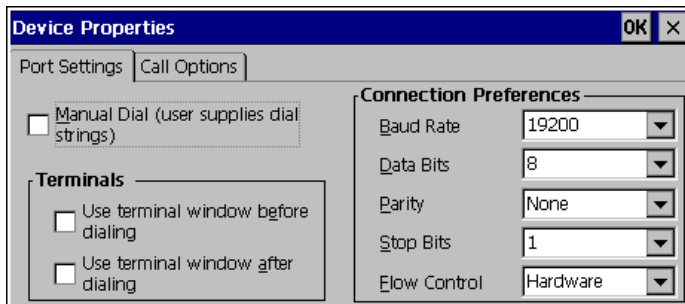 Device Properties OK ×
Port Settings Call Options
Manual Dial (user supplies dial
strings)
Terminals
Use terminal window before
dialing
Use terminal window after
dialing
Connection Preferences
Baud Rate 19200
Data Bits 8
Parity None
Stop Bits 1
Flow Control Hardware